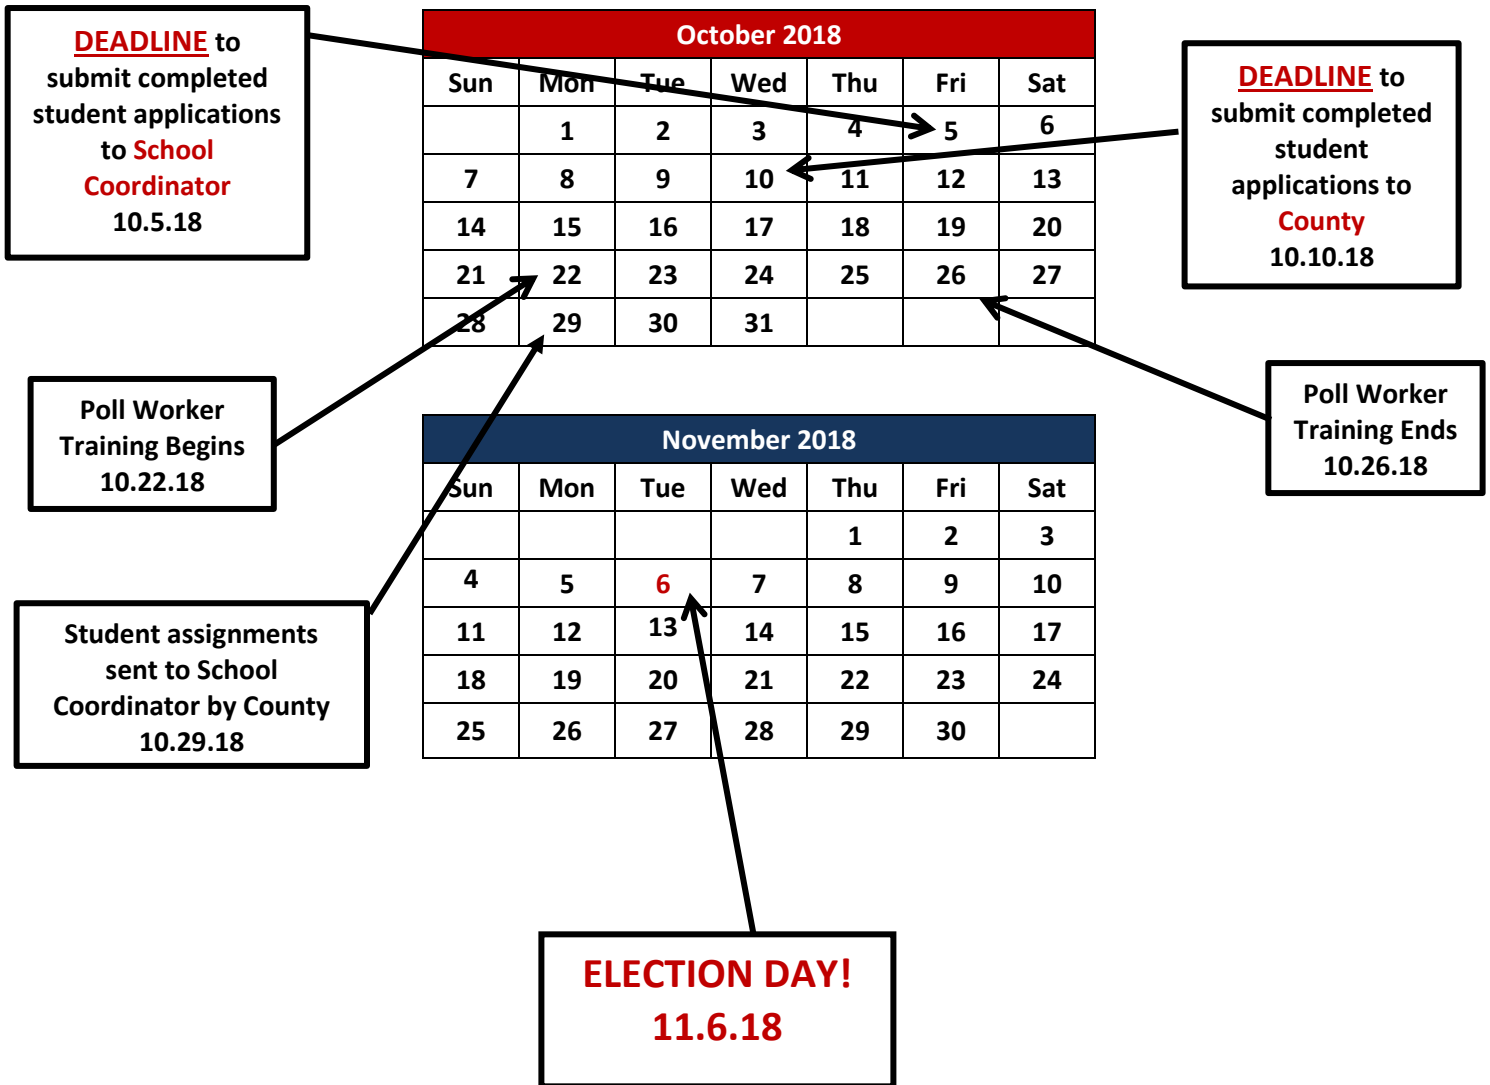 DEADLINE to
submit completed
student applications
to School
Coordinator
10.5.18
October 2018
Sun Mon Tue Wed Thu Fri Sat
1 2 3 4 5 6
7 8 9 10 11 12 13
14 15 16 17 18 19 20
21 22 23 24 25 26 27
28 29 30 31
DEADLINE to
submit completed
student
applications to
County
10.10.18
Poll Worker
Training Begins
10.22.18
Poll Worker
Training Ends
10.26.18
November 2018
Sun Mon Tue Wed Thu Fri Sat
1 2 3
4 5 6 7 8 9 10
11 12 13 14 15 16 17
18 19 20 21 22 23 24
25 26 27 28 29 30
Student assignments
sent to School
Coordinator by County
10.29.18
ELECTION DAY!
11.6.18